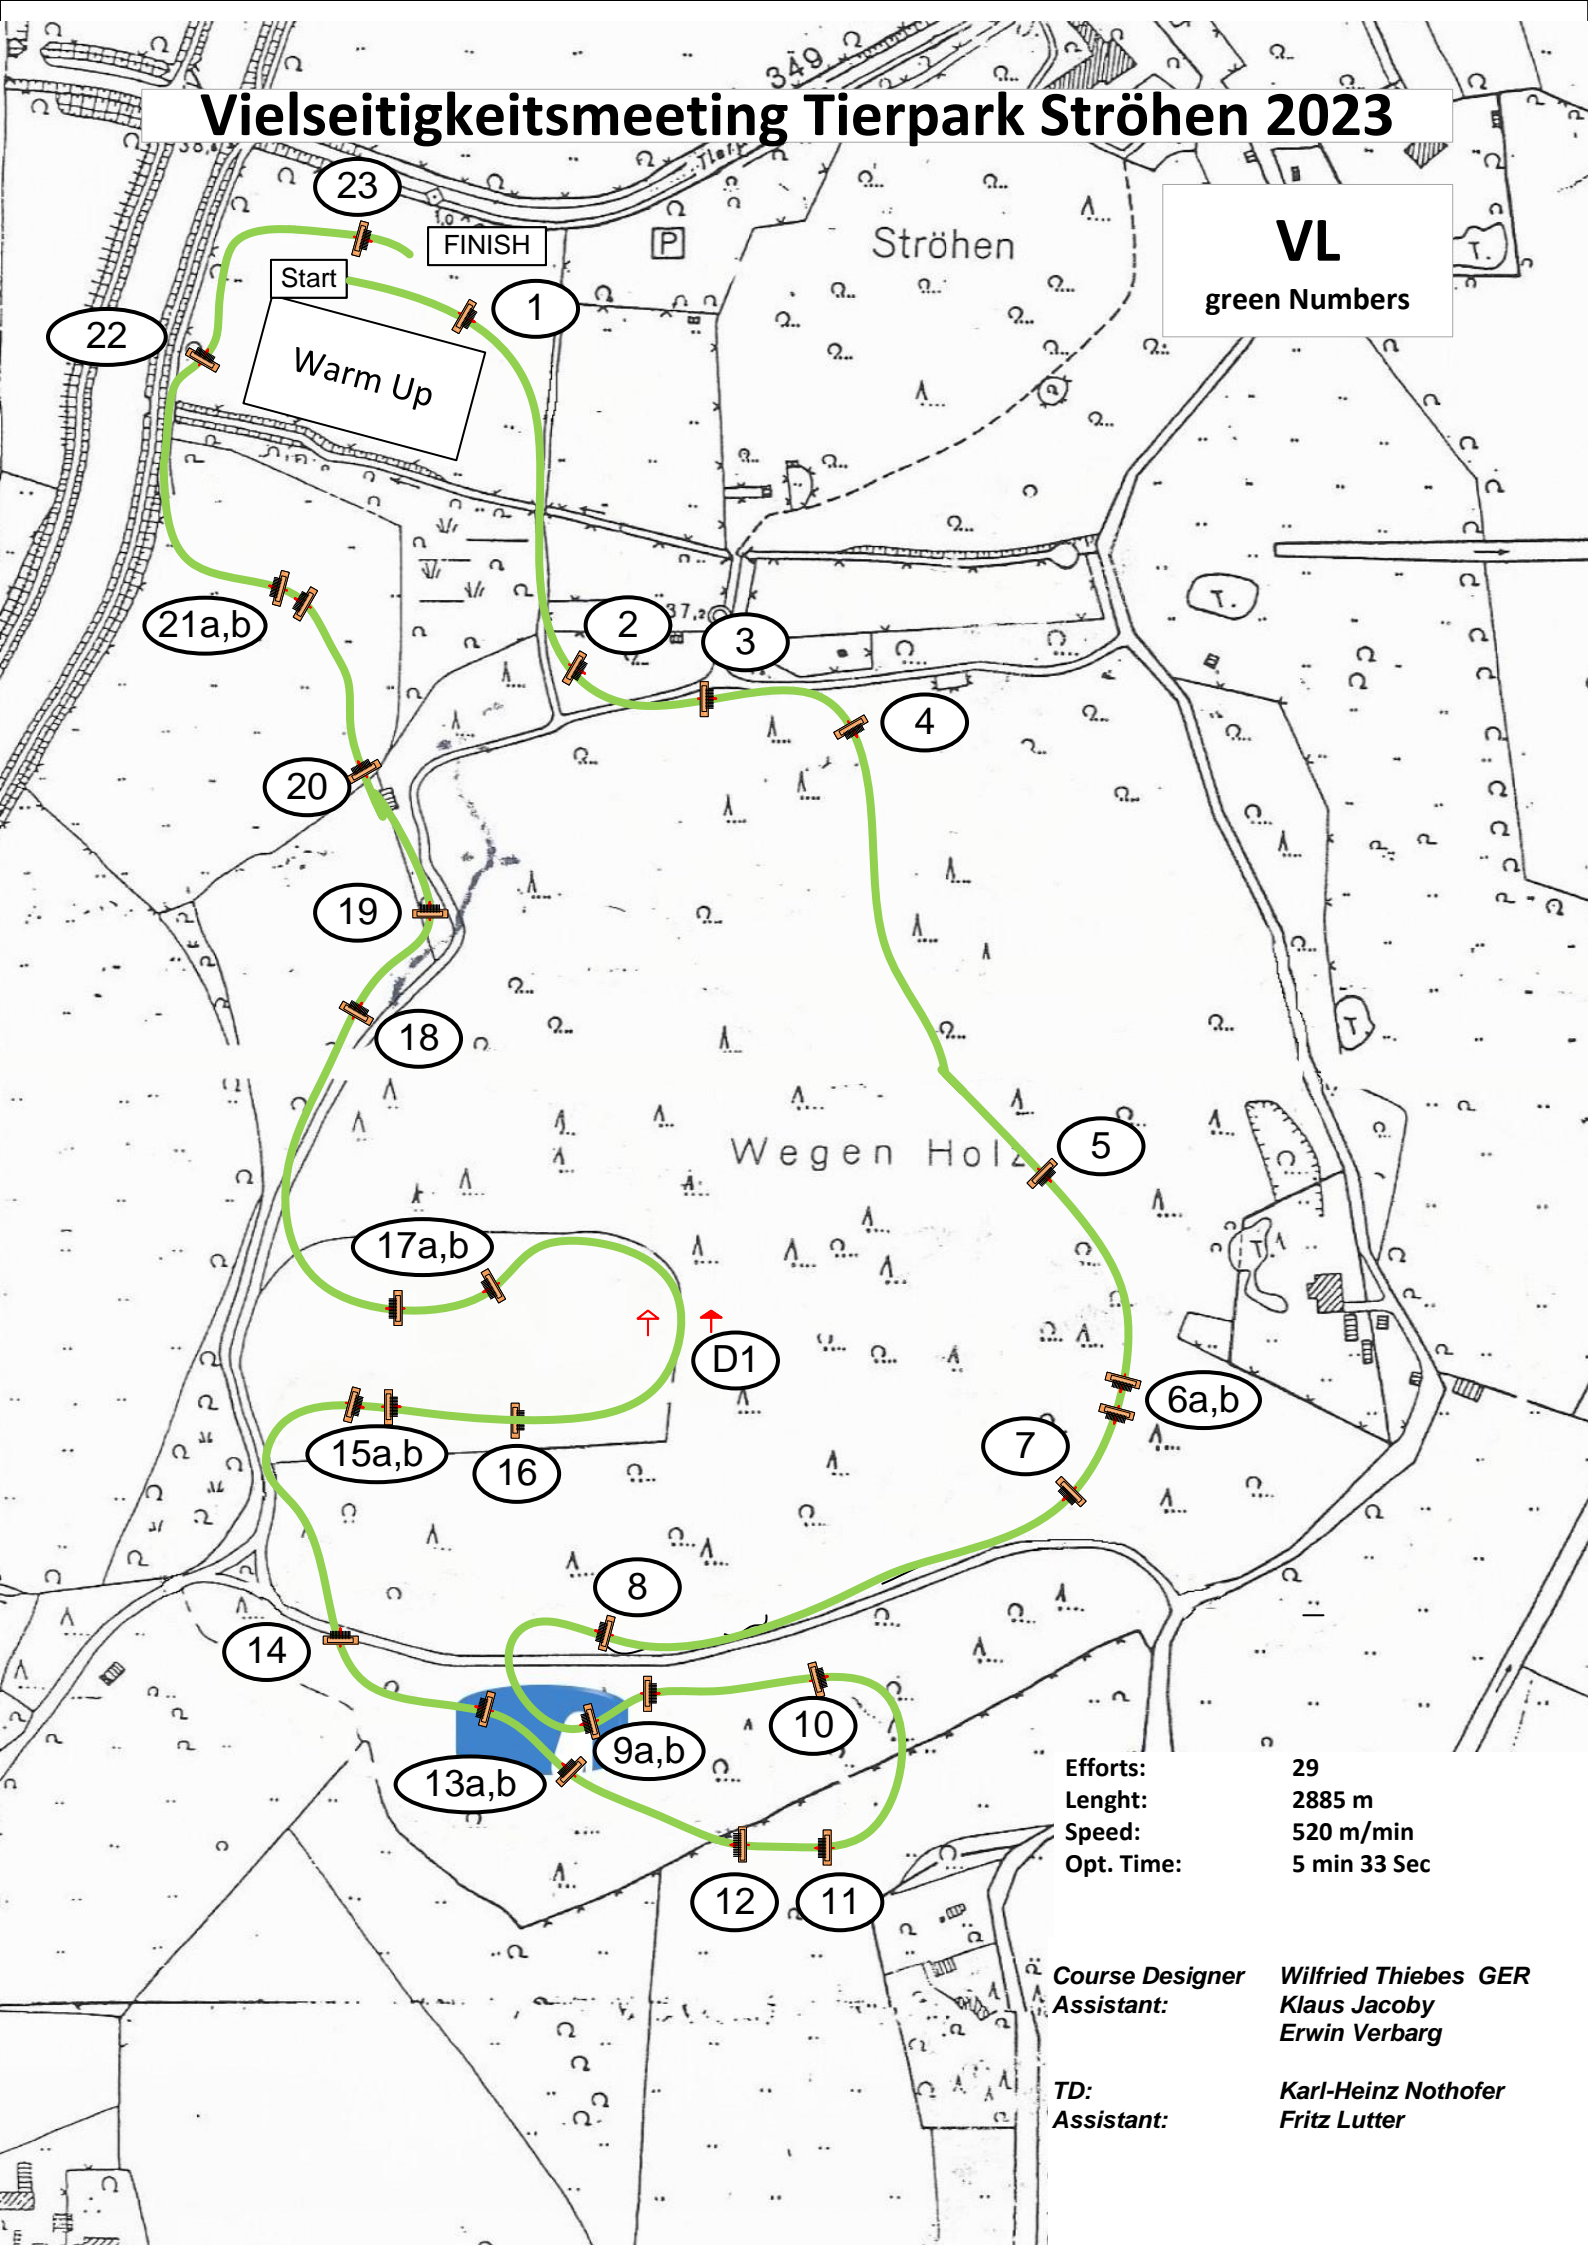 349
Vielseitigkeitsmeeting Tierpark Ströhen 2023
23
FINISH
P
Ströhen
VL
green Numbers
T.
Start
1
22
Warm Up
T.
21a,b
2
37,2
3
4
20
19
T
18
5
Wegen Holz
17a,b
T
D1
6a,b
7
15a,b
16
8
14
10
9a,b
13a,b
Efforts: 29
Lenght: 2885 m
Speed: 520 m/min
Opt. Time: 5 min 33 Sec
12
11
Course Designer Wilfried Thiebes GER
Assistant: Klaus Jacoby
Erwin Verbarg
TD: Karl-Heinz Nothofer
Assistant: Fritz Lutter